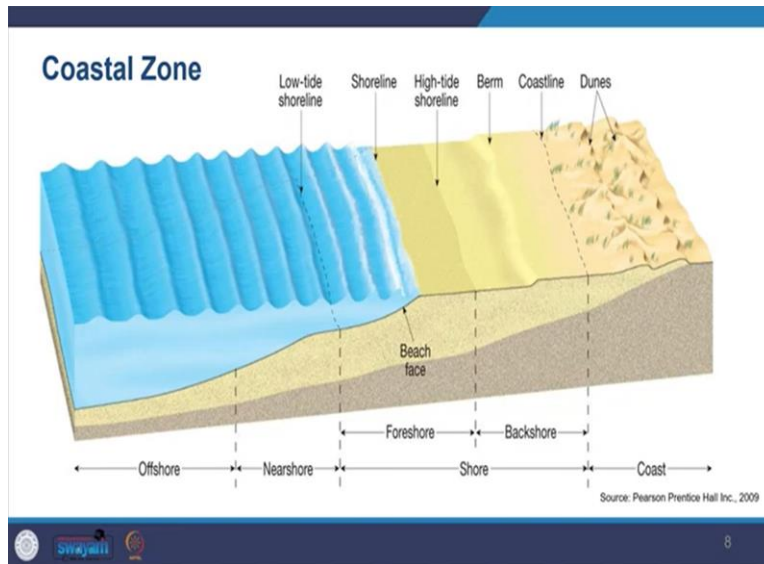 Coastal Zone
Low-tide
shoreline
Shoreline
High-tide
shoreline
Berm
Coastline
Dunes
Beach
face
Foreshore
Backshore
Offshore
Nearshore
Shore
Coast
Source: Pearson Prentice Hall Inc., 2009
swayam
8